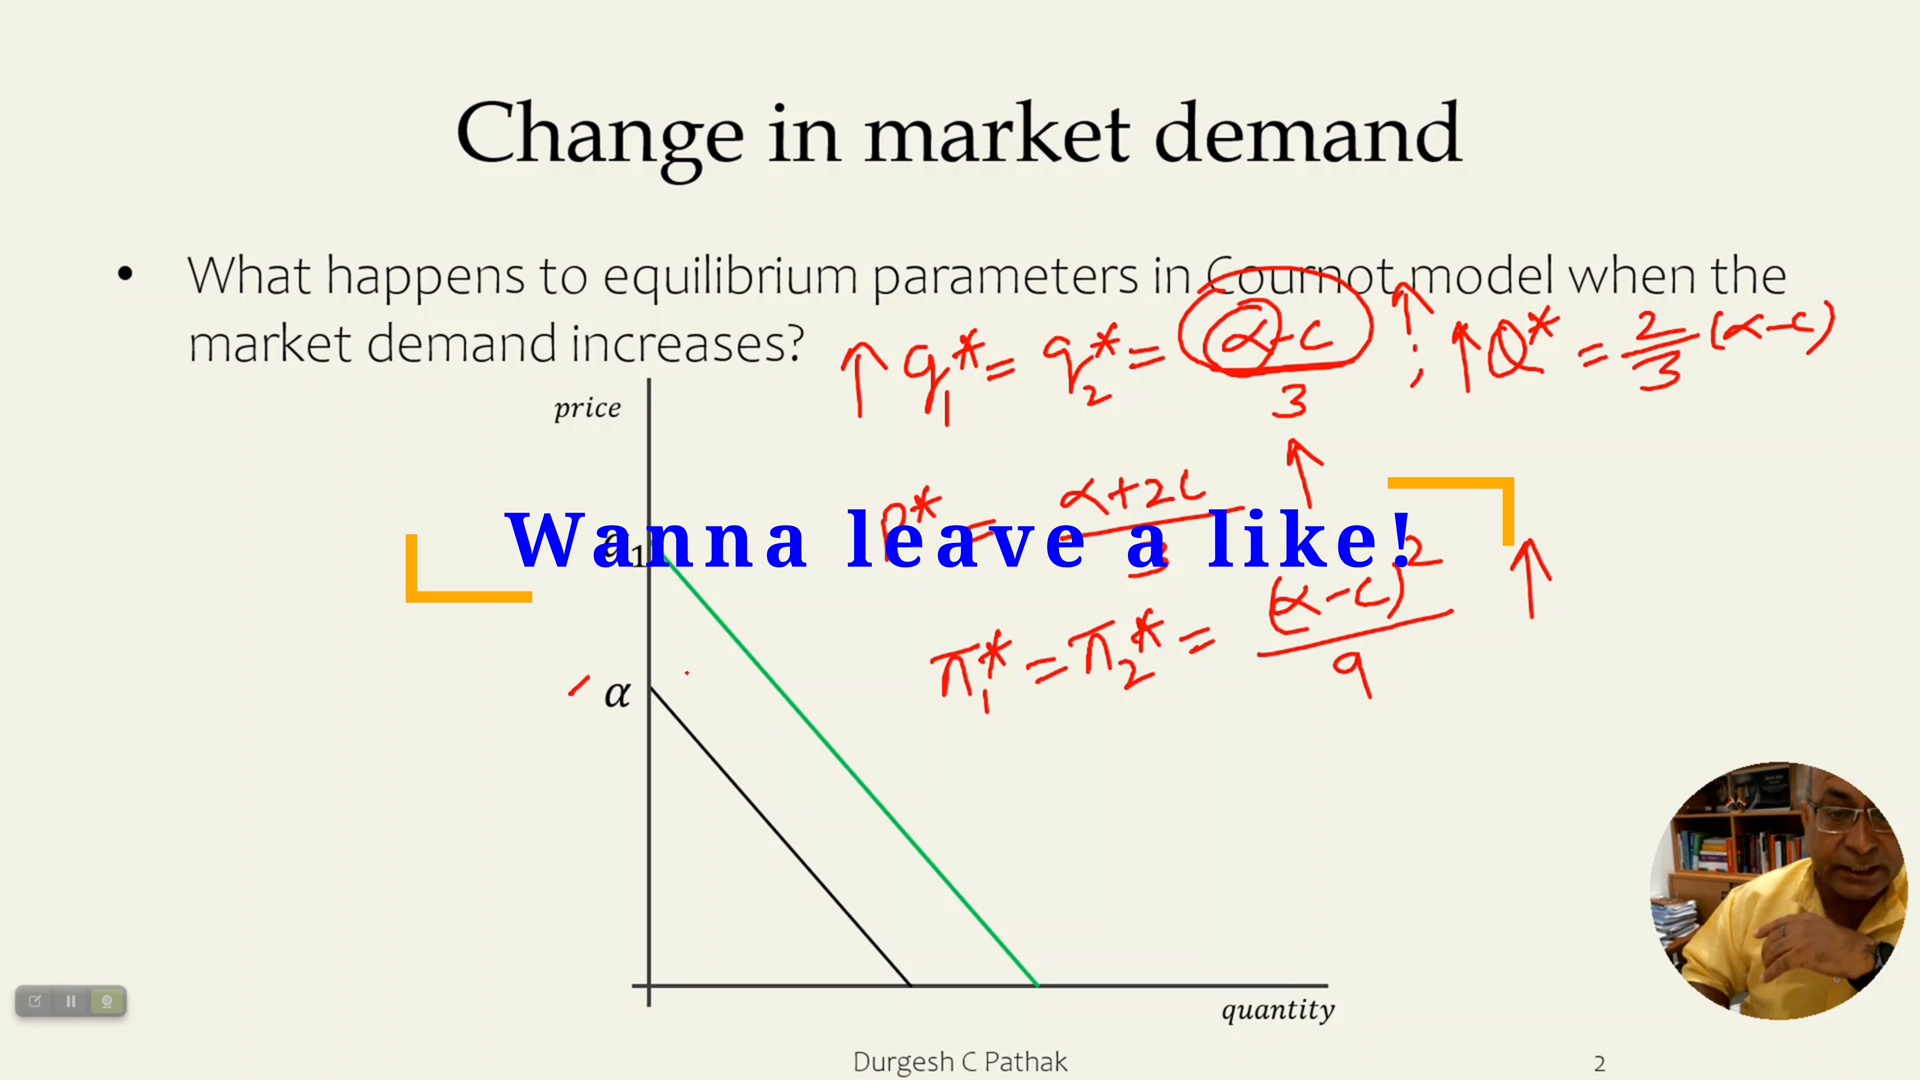 Change in market demand
• What happens to equilibrium parameters in Cournot model when the
market demand increases?
↑ q₁* = q₂* = α-c / 3 ↑ ; ↑ Q* = 2/3 (α-c)
price
P* = α+2c / 3 ↑
Wanna leave a like!
π₁* = π₂* = (α-c)² / 9 ↑
α
quantity
Durgesh C Pathak
2